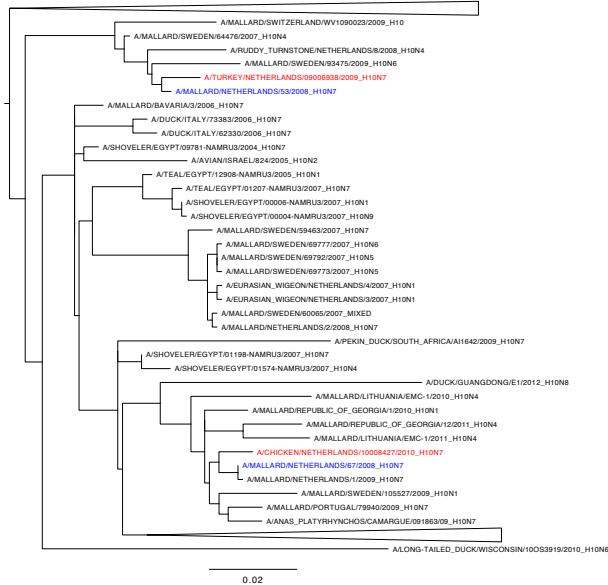 A/MALLARD/SWITZERLAND/WV1090023/2009_H10
A/MALLARD/SWEDEN/64476/2007_H10N4
A/RUDDY_TURNSTONE/NETHERLANDS/8/2008_H10N4
A/MALLARD/SWEDEN/93475/2009_H10N6
A/TURKEY/NETHERLANDS/09006938/2009_H10N7
A/MALLARD/NETHERLANDS/53/2008_H10N7
A/MALLARD/BAVARIA/3/2006_H10N7
A/DUCK/ITALY/73383/2006_H10N7
A/DUCK/ITALY/62330/2006_H10N7
A/SHOVELER/EGYPT/09781-NAMRU3/2004_H10N7
A/AVIAN/ISRAEL/824/2005_H10N2
A/TEAL/EGYPT/12908-NAMRU3/2005_H10N1
A/TEAL/EGYPT/01207-NAMRU3/2007_H10N7
A/SHOVELER/EGYPT/00006-NAMRU3/2007_H10N1
A/SHOVELER/EGYPT/00004-NAMRU3/2007_H10N9
A/MALLARD/SWEDEN/59463/2007_H10N7
A/MALLARD/SWEDEN/69777/2007_H10N6
A/MALLARD/SWEDEN/69792/2007_H10N5
A/MALLARD/SWEDEN/69773/2007_H10N5
A/EURASIAN_WIGEON/NETHERLANDS/4/2007_H10N1
A/EURASIAN_WIGEON/NETHERLANDS/3/2007_H10N1
A/MALLARD/SWEDEN/60065/2007_MIXED
A/MALLARD/NETHERLANDS/2/2008_H10N7
A/PEKIN_DUCK/SOUTH_AFRICA/AI1642/2009_H10N7
A/SHOVELER/EGYPT/01198-NAMRU3/2007_H10N7
A/SHOVELER/EGYPT/01574-NAMRU3/2007_H10N4
A/DUCK/GUANGDONG/E1/2012_H10N8
A/MALLARD/LITHUANIA/EMC-1/2010_H10N4
A/MALLARD/REPUBLIC_OF_GEORGIA/1/2010_H10N1
A/MALLARD/REPUBLIC_OF_GEORGIA/12/2011_H10N4
A/MALLARD/LITHUANIA/EMC-1/2011_H10N4
A/CHICKEN/NETHERLANDS/10008427/2010_H10N7
A/MALLARD/NETHERLANDS/67/2008_H10N7
A/MALLARD/NETHERLANDS/1/2009_H10N7
A/MALLARD/SWEDEN/105527/2009_H10N1
A/MALLARD/PORTUGAL/79940/2009_H10N7
A/ANAS_PLATYRHYNCHOS/CAMARGUE/091863/09_H10N7
A/LONG-TAILED_DUCK/WISCONSIN/10OS3919/2010_H10N6
0.02